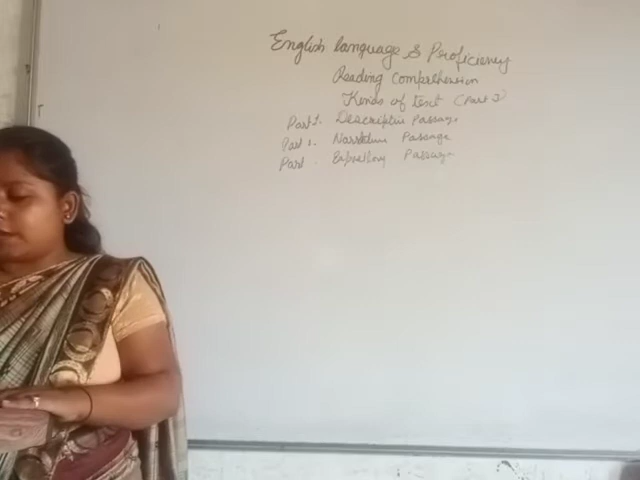 English language & Proficiency
Reading Comprehension
Kinds of text (Part I)
Part 1. Descriptive Passage
Part 2- Narrative Passage
Part . Expository Passage